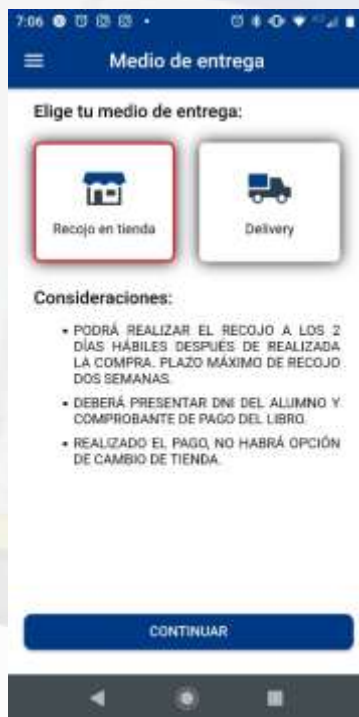 7:06
Medio de entrega
Elige tu medio de entrega:
Recojo en tienda
Delivery
Consideraciones:
• PODRÁ REALIZAR EL RECOJO A LOS 2
DÍAS HÁBILES DESPUÉS DE REALIZADA
LA COMPRA. PLAZO MÁXIMO DE RECOJO
DOS SEMANAS.
• DEBERÁ PRESENTAR DNI DEL ALUMNO Y
COMPROBANTE DE PAGO DEL LIBRO.
• REALIZADO EL PAGO, NO HABRÁ OPCIÓN
DE CAMBIO DE TIENDA.
CONTINUAR